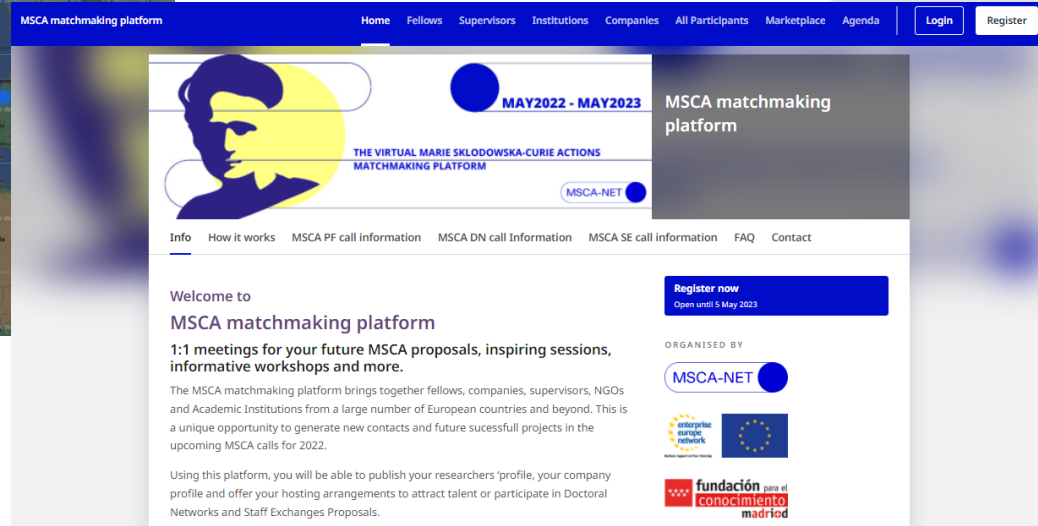 MSCA matchmaking platform
Home Fellows Supervisors Institutions Companies All Participants Marketplace Agenda Login Register
MAY2022 - MAY2023
THE VIRTUAL MARIE SKLODOWSKA-CURIE ACTIONS
MATCHMAKING PLATFORM
MSCA-NET
MSCA matchmaking
platform
Info How it works MSCA PF call information MSCA DN call Information MSCA SE call information FAQ Contact
Welcome to
MSCA matchmaking platform
1:1 meetings for your future MSCA proposals, inspiring sessions,
informative workshops and more.
The MSCA matchmaking platform brings together fellows, companies, supervisors, NGOs
and Academic Institutions from a large number of European countries and beyond. This is
a unique opportunity to generate new contacts and future sucessfull projects in the
upcoming MSCA calls for 2022.
Using this platform, you will be able to publish your researchers 'profile, your company
profile and offer your hosting arrangements to attract talent or participate in Doctoral
Networks and Staff Exchanges Proposals.
Register now
Open until 5 May 2023
ORGANISED BY
MSCA-NET
enterprise
europe
network
fundación para el
conocimiento
madrid